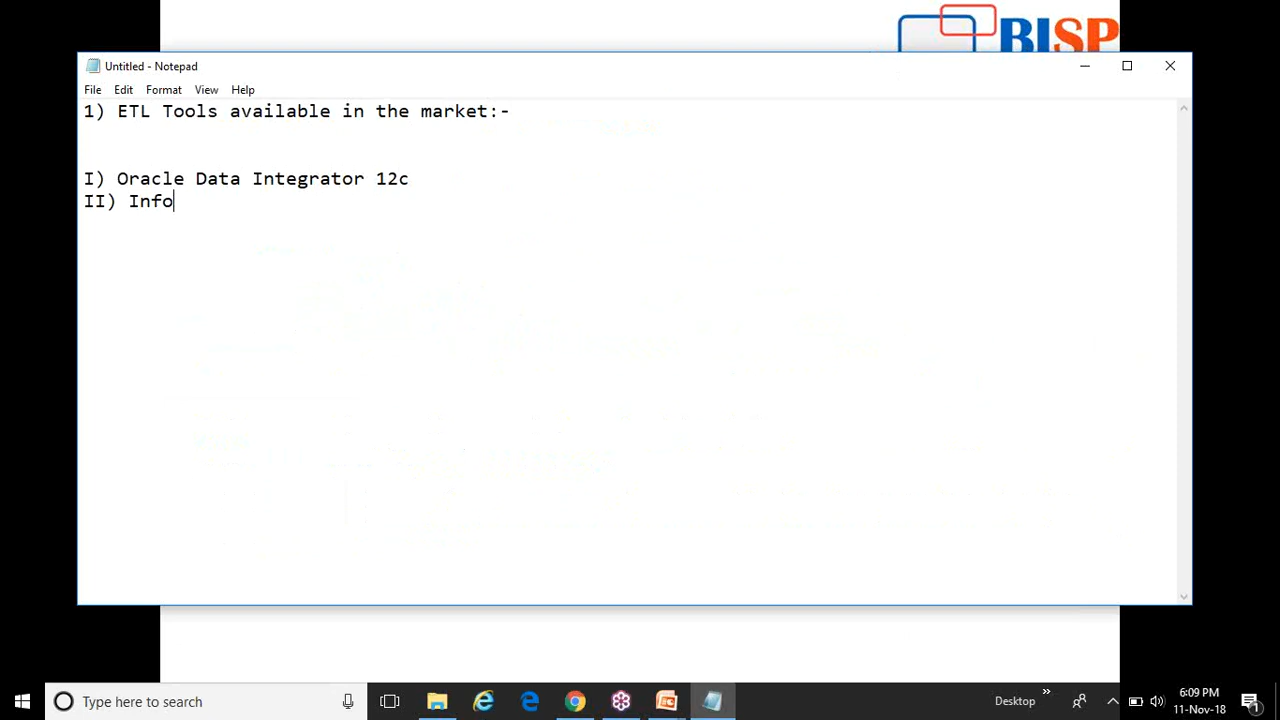 BISP
Untitled - Notepad
File Edit Format View Help
1) ETL Tools available in the market:-
I) Oracle Data Integrator 12c
II) Info
Type here to search
Desktop
6:09 PM
11-Nov-18
1